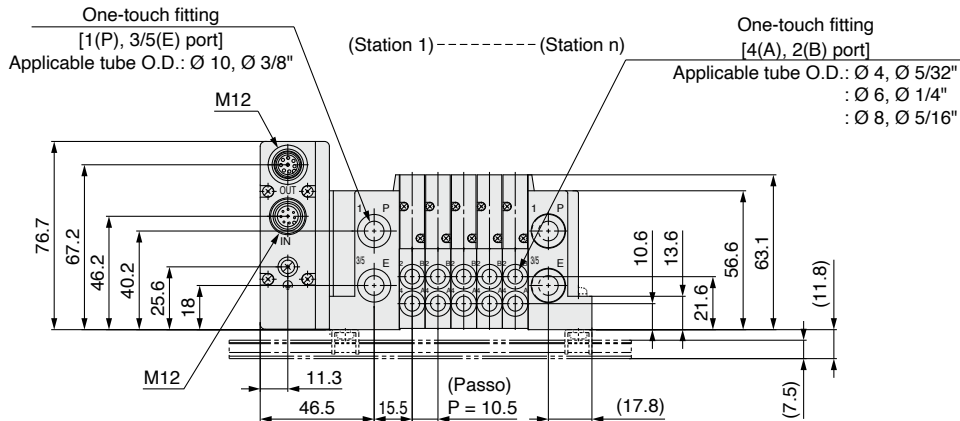 One-touch fitting
[1(P), 3/5(E) port]
Applicable tube O.D.: Ø 10, Ø 3/8"
(Station 1) (Station n)
One-touch fitting
[4(A), 2(B) port]
Applicable tube O.D.: Ø 4, Ø 5/32"
: Ø 6, Ø 1/4"
: Ø 8, Ø 5/16"
M12
OUT
IN
1 P
3/5 E
1 P
3/5 E
76.7
67.2
46.2
40.2
25.6
18
10.6
13.6
21.6
56.6
63.1
(11.8)
(7.5)
M12
11.3
46.5
15.5
(Passo)
P = 10.5
(17.8)